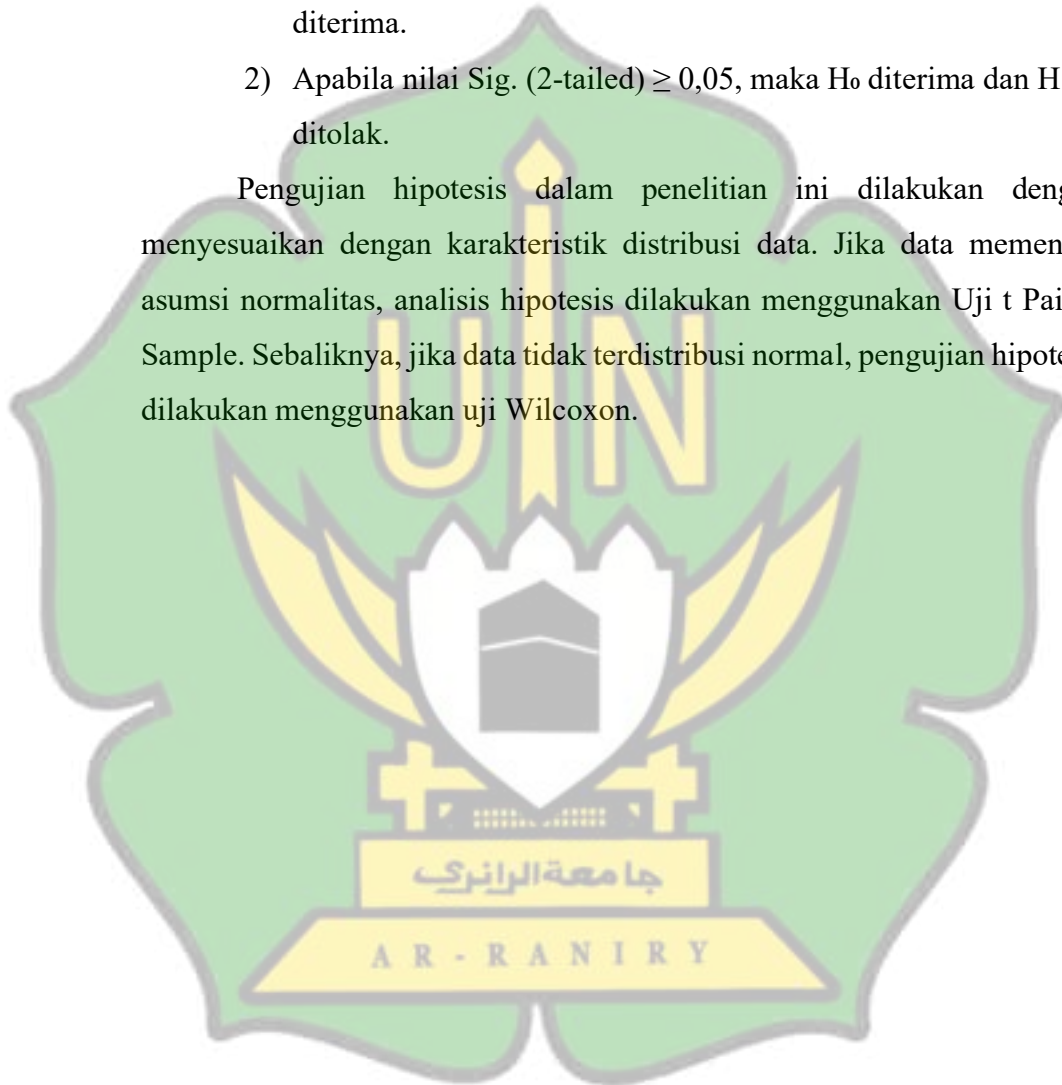 diterima.
2) Apabila nilai Sig. (2-tailed) ≥ 0,05, maka H₀ diterima dan H
ditolak.
Pengujian hipotesis dalam penelitian ini dilakukan deng
menyesuaikan dengan karakteristik distribusi data. Jika data memen
asumsi normalitas, analisis hipotesis dilakukan menggunakan Uji t Pai
Sample. Sebaliknya, jika data tidak terdistribusi normal, pengujian hipote
dilakukan menggunakan uji Wilcoxon.
UIN
جامعة الرانري
AR-RANIRY